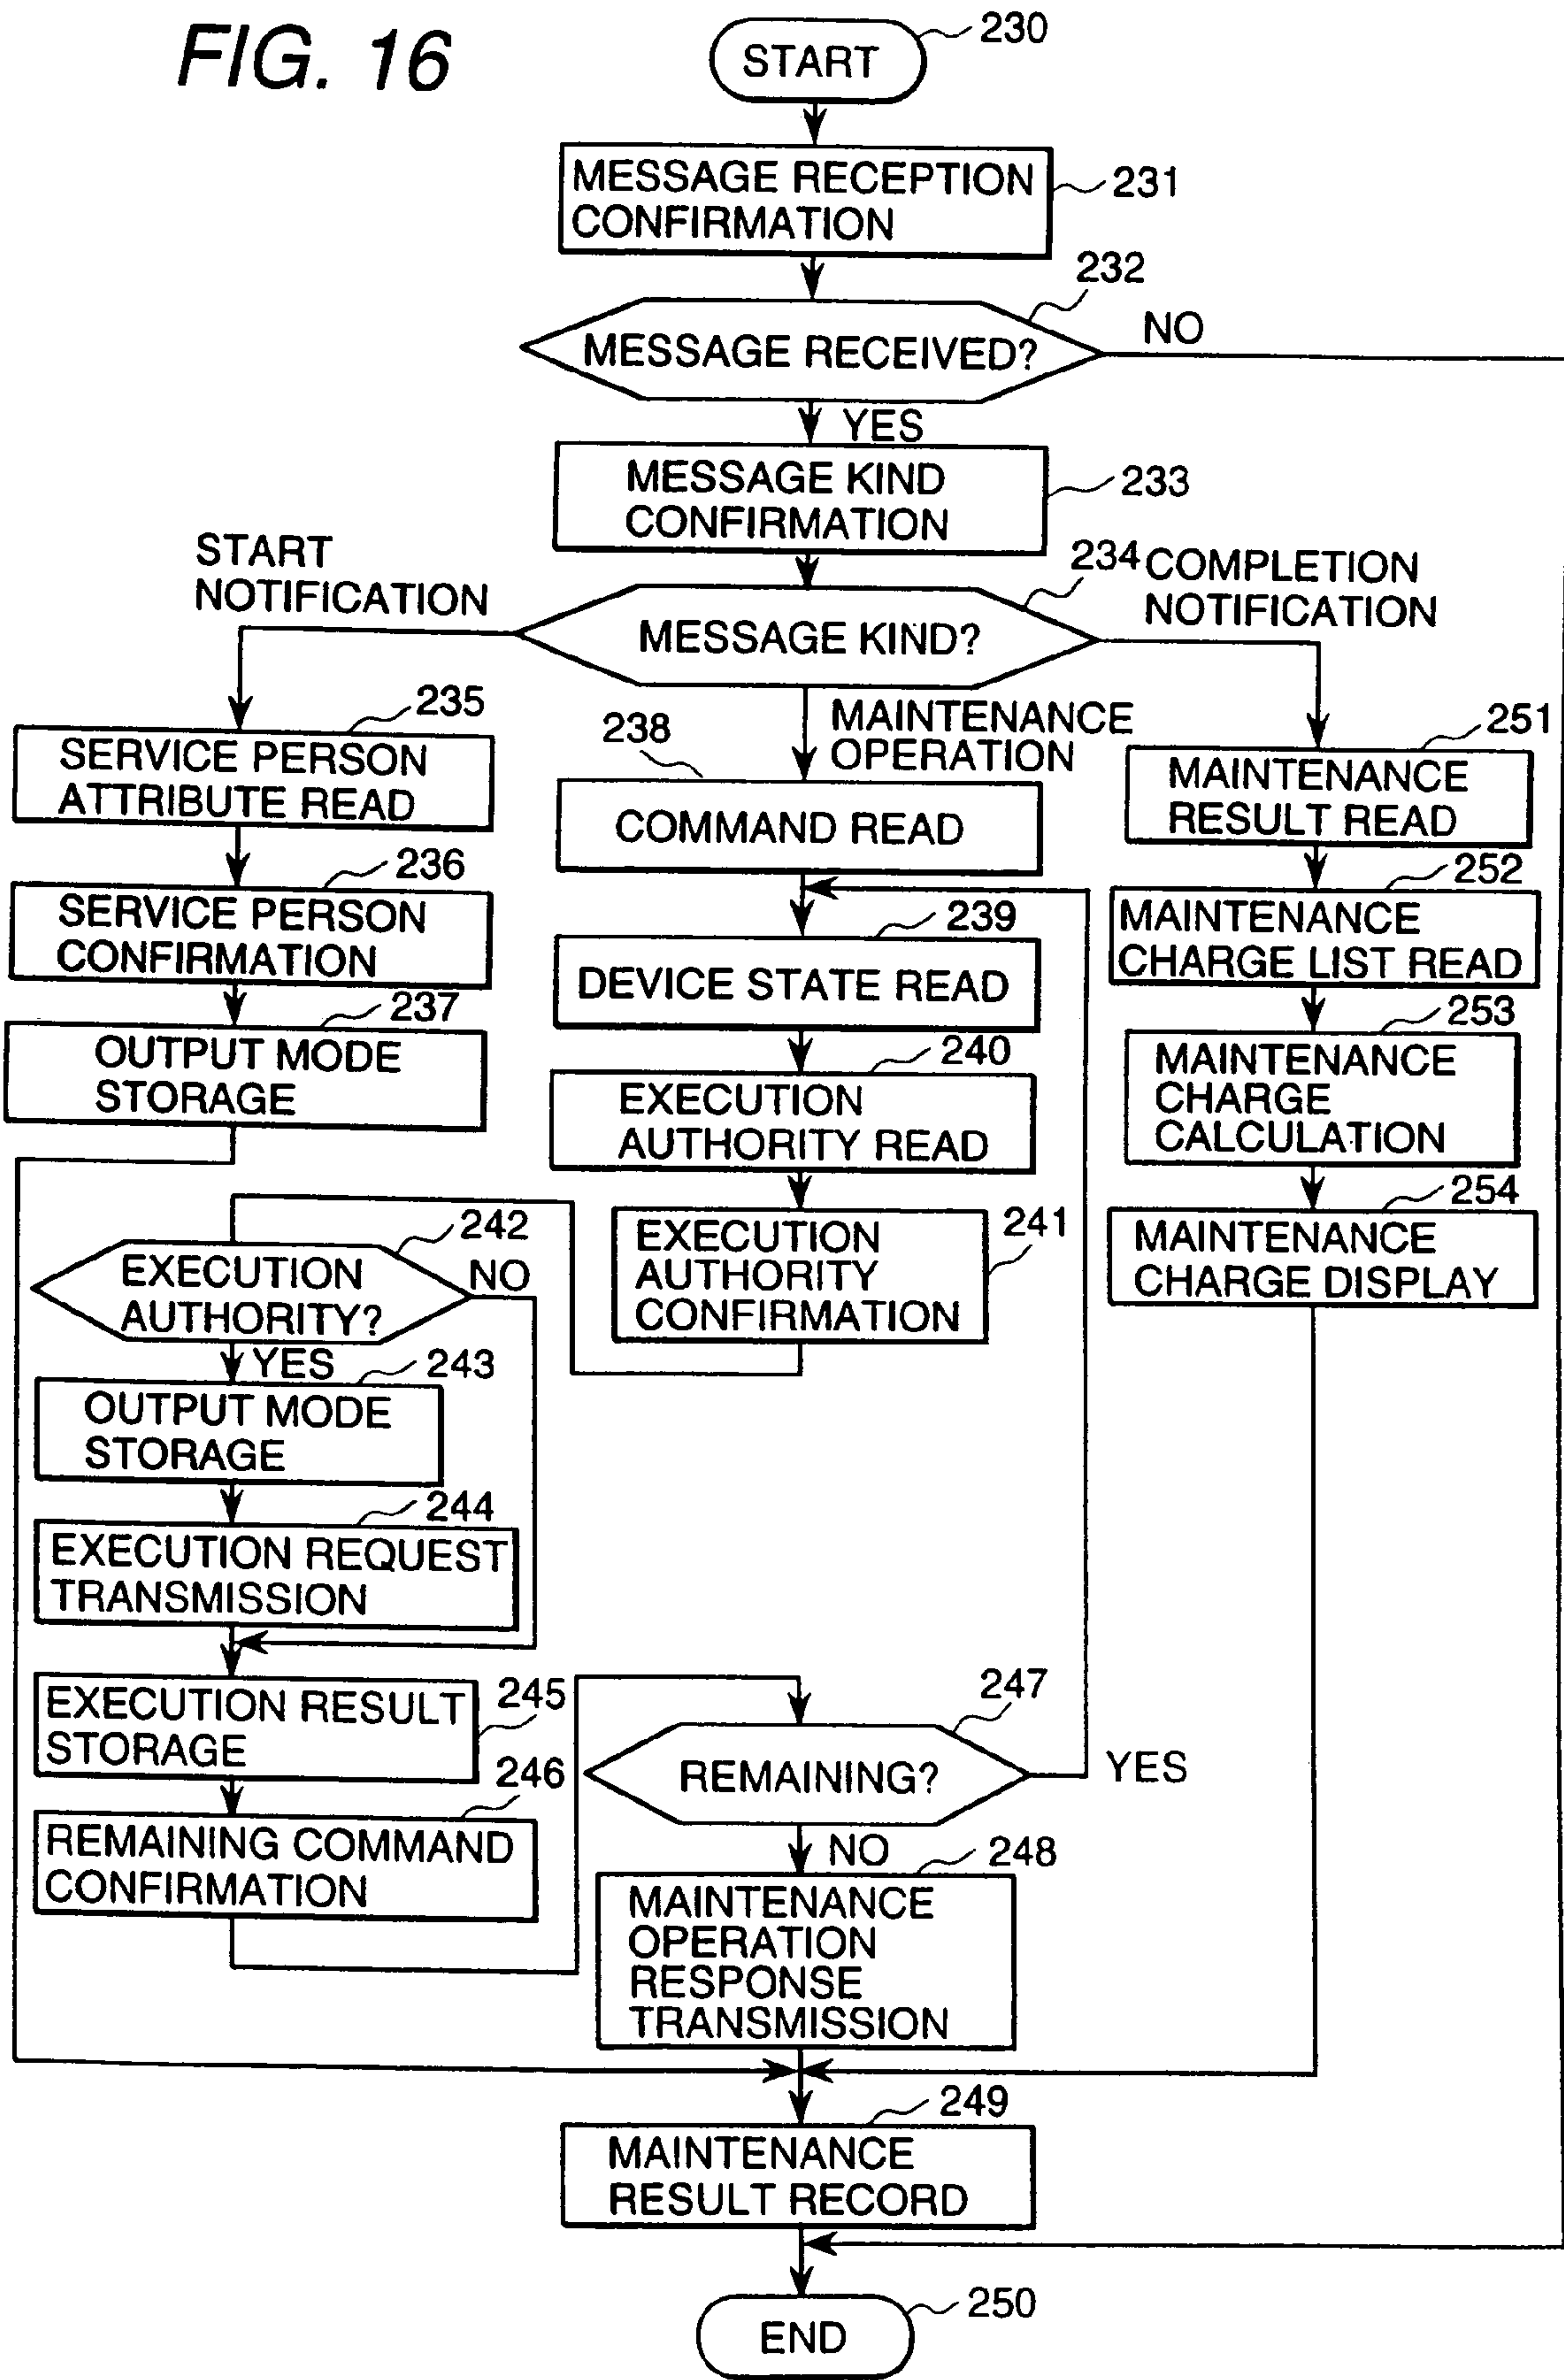 FIG. 16
START
230
MESSAGE RECEPTION
CONFIRMATION
231
232
MESSAGE RECEIVED?
NO
YES
MESSAGE KIND
CONFIRMATION
233
START
NOTIFICATION
234
COMPLETION
NOTIFICATION
MESSAGE KIND?
MAINTENANCE
OPERATION
235
SERVICE PERSON
ATTRIBUTE READ
236
SERVICE PERSON
CONFIRMATION
237
OUTPUT MODE
STORAGE
238
COMMAND READ
239
DEVICE STATE READ
240
EXECUTION
AUTHORITY READ
241
EXECUTION
AUTHORITY
CONFIRMATION
251
MAINTENANCE
RESULT READ
252
MAINTENANCE
CHARGE LIST READ
253
MAINTENANCE
CHARGE
CALCULATION
254
MAINTENANCE
CHARGE DISPLAY
242
EXECUTION
AUTHORITY?
NO
YES
243
OUTPUT MODE
STORAGE
244
EXECUTION REQUEST
TRANSMISSION
245
EXECUTION RESULT
STORAGE
246
REMAINING COMMAND
CONFIRMATION
247
REMAINING?
YES
NO
248
MAINTENANCE
OPERATION
RESPONSE
TRANSMISSION
249
MAINTENANCE
RESULT RECORD
250
END